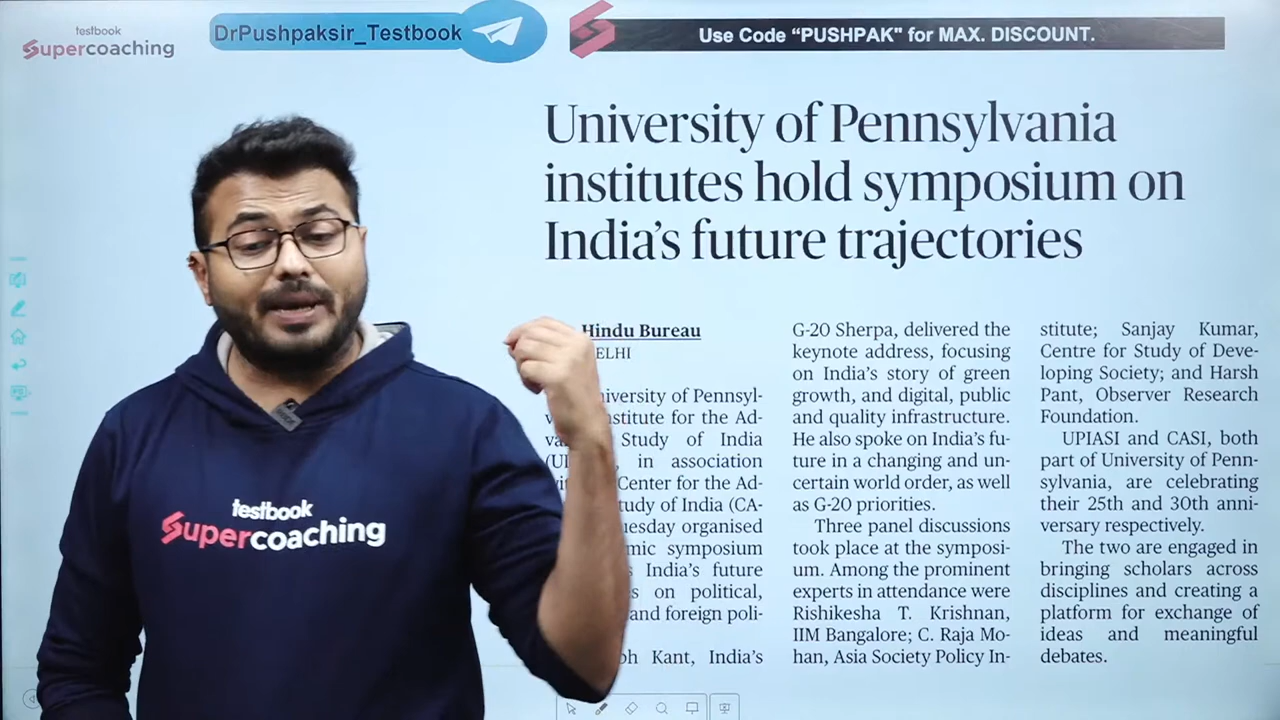 testbook
Supercoaching
DrPushpaksir_Testbook
Use Code “PUSHPAK" for MAX. DISCOUNT.
University of Pennsylvania
institutes hold symposium on
India’s future trajectories
Hindu Bureau
of Pennsyl-
for the Ad-
Study of India
in association
Center for the Ad-
of India (CA-
organised
symposium
India’s future
on political,
and foreign poli-
Kant, India’s
G-20 Sherpa, delivered the
keynote address, focusing
on India’s story of green
growth, and digital, public
and quality infrastructure.
He also spoke on India’s fu-
ture in a changing and un-
certain world order, as well
as G-20 priorities.
Three panel discussions
took place at the symposi-
um. Among the prominent
experts in attendance were
Rishikesha T. Krishnan,
IIM Bangalore; C. Raja Mo-
han, Asia Society Policy In-
stitute; Sanjay Kumar,
Centre for Study of Deve-
loping Society; and Harsh
Pant, Observer Research
Foundation.
UPIASI and CASI, both
part of University of Penn-
sylvania, are celebrating
their 25th and 30th anni-
versary respectively.
The two are engaged in
bringing scholars across
disciplines and creating a
platform for exchange of
ideas and meaningful
debates.
testbook
Supercoaching